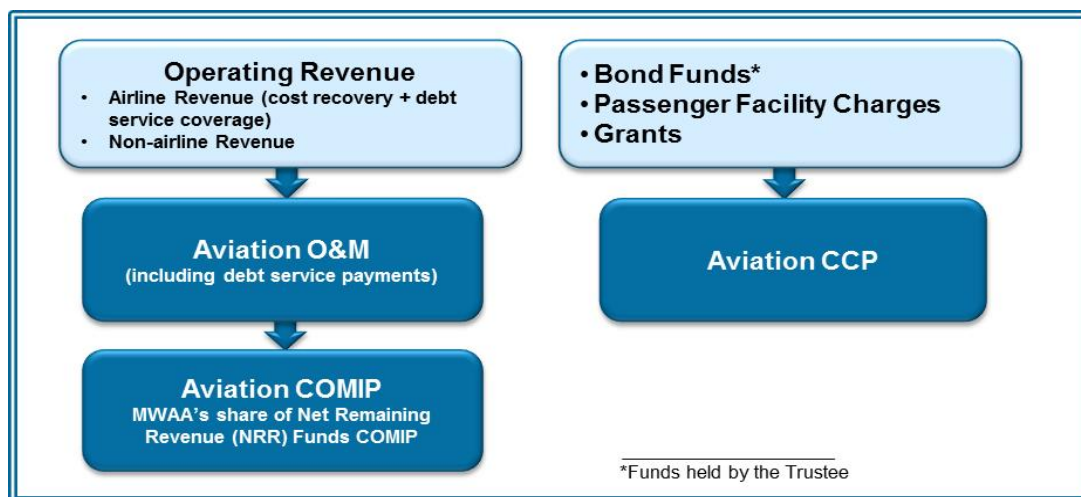 Operating Revenue
• Airline Revenue (cost recovery + debt
service coverage)
• Non-airline Revenue
Aviation O&M
(including debt service payments)
Aviation COMIP
MWAA's share of Net Remaining
Revenue (NRR) Funds COMIP
• Bond Funds*
• Passenger Facility Charges
• Grants
Aviation CCP
*Funds held by the Trustee